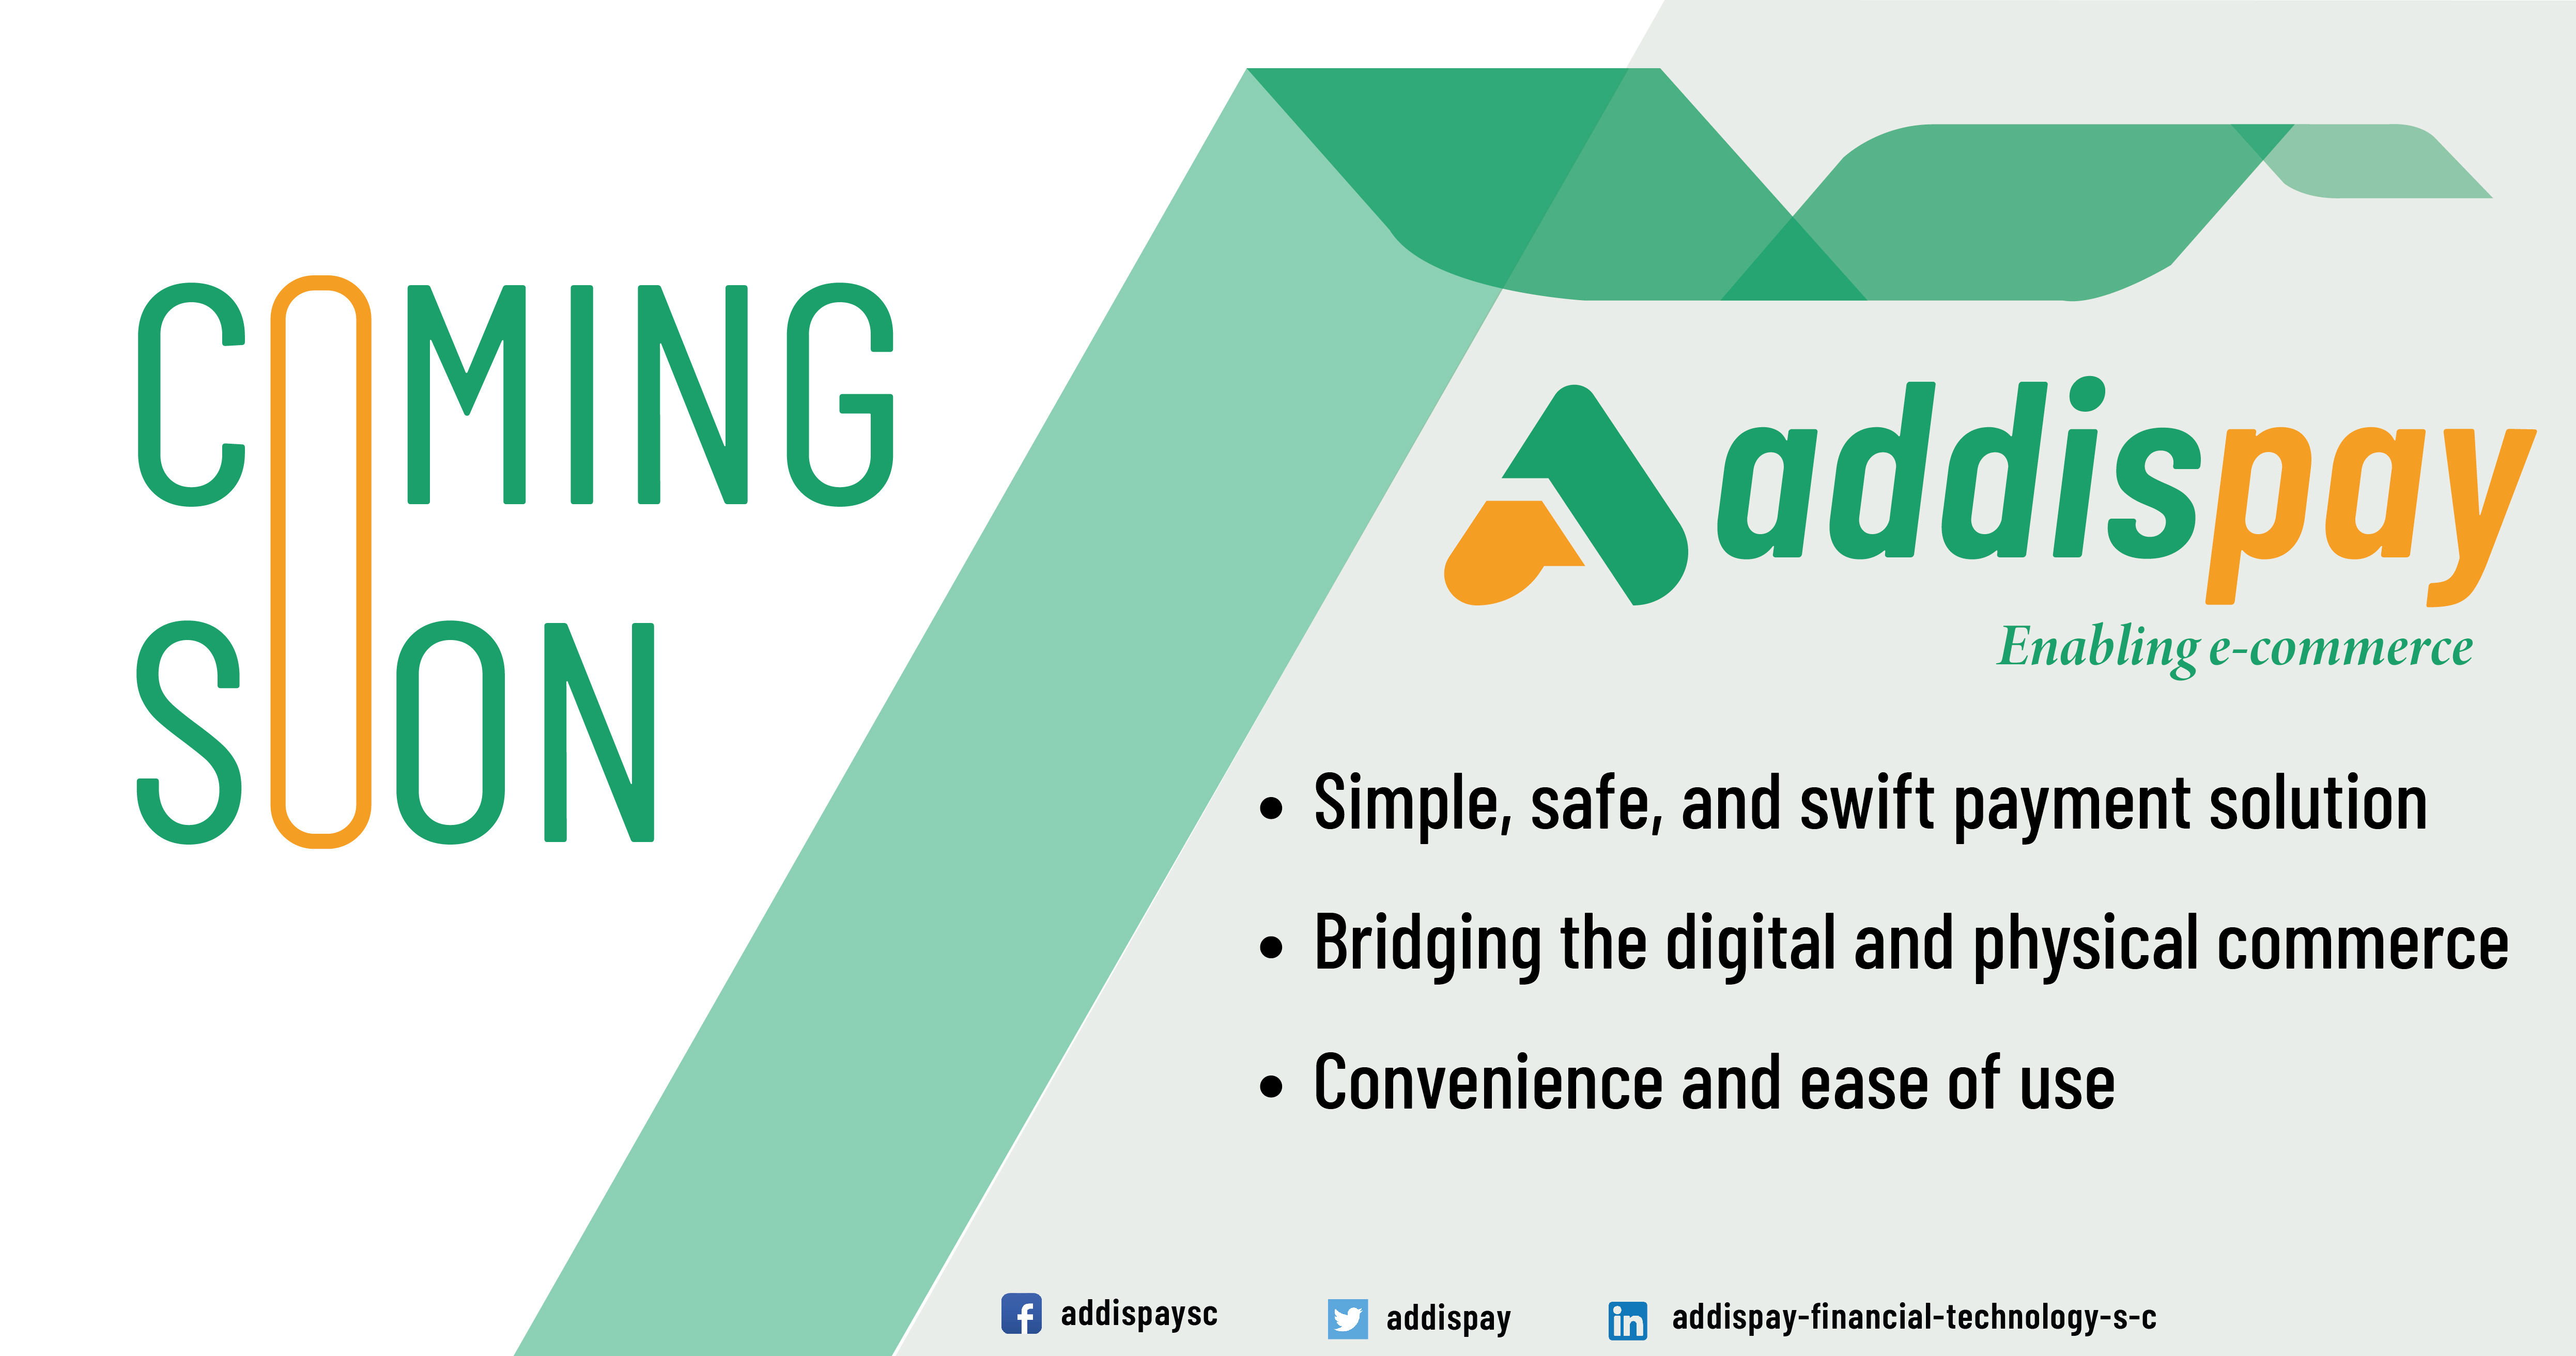 COMING
SOON
addispay
Enabling e-commerce
• Simple, safe, and swift payment solution
• Bridging the digital and physical commerce
• Convenience and ease of use
addispaysc addispay addispay-financial-technology-s-c